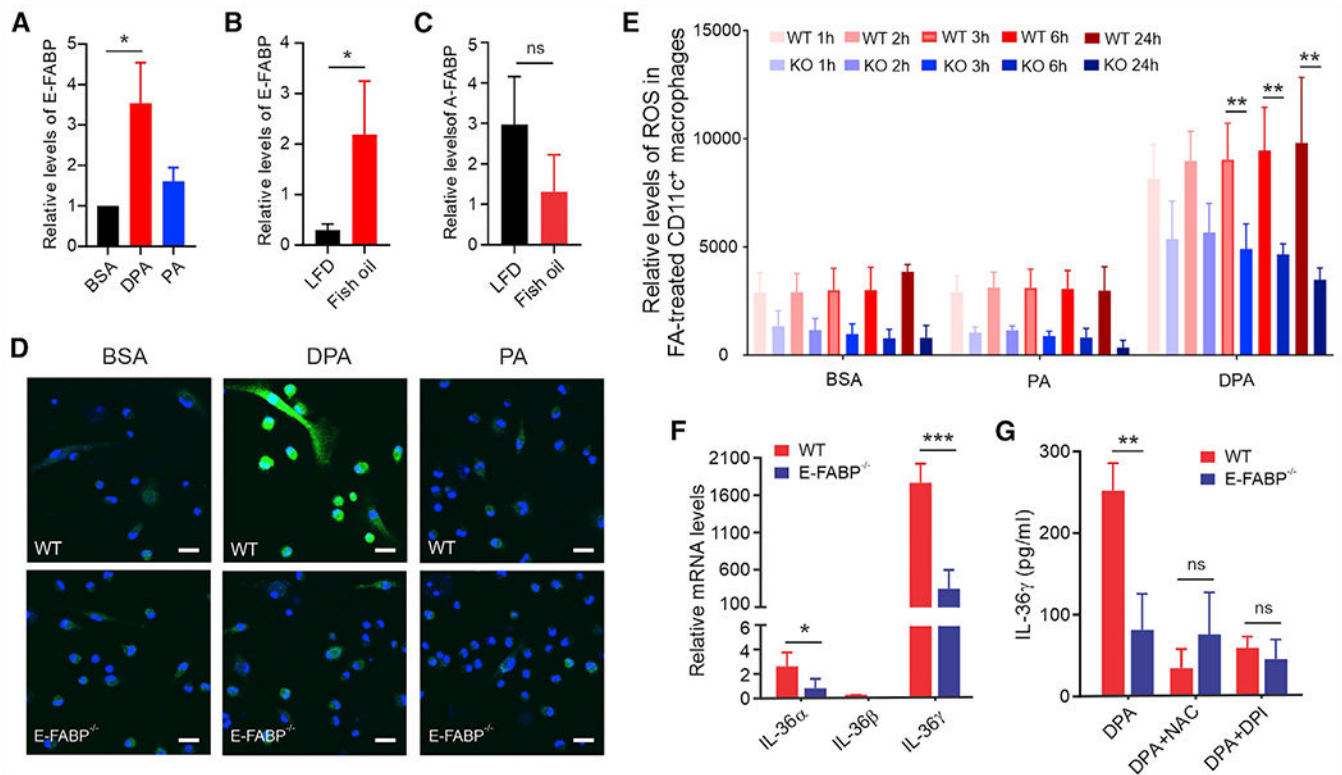 A
Relative levels of E-FABP
*
5
4
3
2
1
0
BSA
DPA
PA
B
Relative levels of E-FABP
*
4
3
2
1
0
LFD
Fish oil
C
Relative levelsof A-FABP
ns
5
4
3
2
1
0
LFD
Fish oil
D
BSA DPA PA
WT WT WT
E-FABP-/- E-FABP-/- E-FABP-/-
E
Relative levels of ROS in
FA-treated CD11c+ macrophages
15000
10000
5000
0
WT 1h WT 2h WT 3h WT 6h WT 24h
KO 1h KO 2h KO 3h KO 6h KO 24h
** ** **
BSA PA DPA
F
Relative mRNA levels
WT
E-FABP-/-
2100
1600
1100
600
100
6
4
2
0
*
***
IL-36α
IL-36β
IL-36γ
G
IL-36γ (pg/ml)
WT
E-FABP-/-
300
200
100
0
**
ns
ns
DPA
DPA+NAC
DPA+DPI